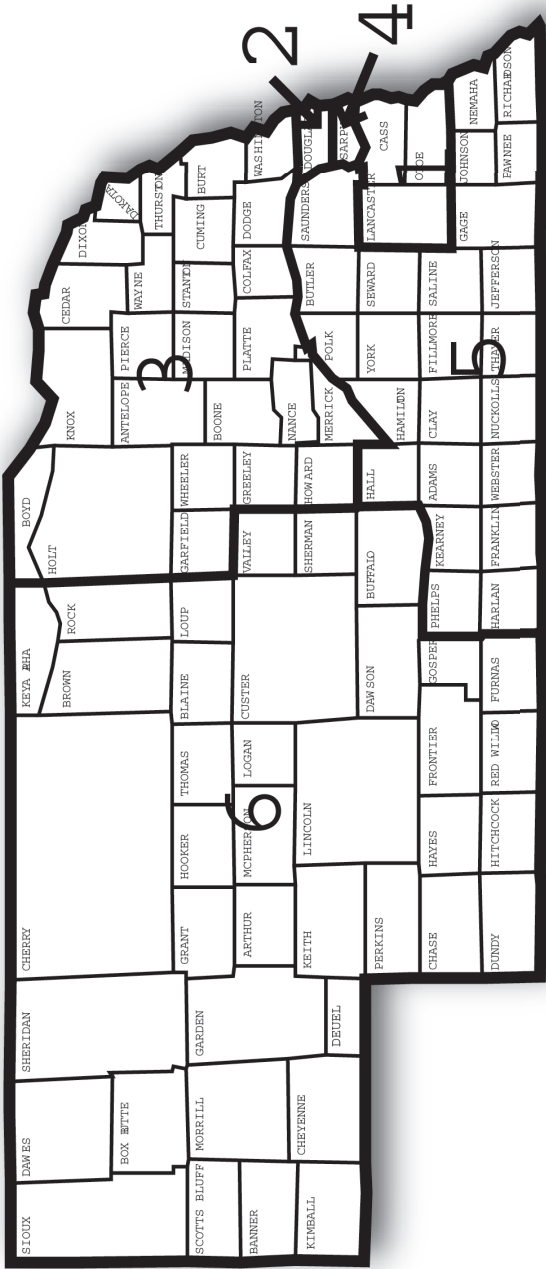 SIOUX
DAWES
SHERIDAN
CHERRY
KEYA PAHA
BOYD
BROWN
ROCK
HOLT
KNOX
CEDAR
DIXON
DAKOTA
BOX BUTTE
ANTELOPE
PIERCE
WAYNE
THURSTON
3
SCOTTS BLUFF
MORRILL
GARDEN
GRANT
HOOKER
THOMAS
BLAINE
LOUP
GARFIELD
WHEELER
BOONE
MADISON
STANTON
CUMING
BURT
BANNER
ARTHUR
MCPHERSON
LOGAN
CUSTER
VALLEY
GREELEY
NANCE
PLATTE
COLFAX
DODGE
WASHINGTON
2
6
KIMBALL
CHEYENNE
DEUEL
KEITH
LINCOLN
SHERMAN
HOWARD
MERRICK
POLK
BUTLER
SAUNDERS
DOUGLAS
SARPY
4
PERKINS
DAWSON
BUFFALO
HALL
HAMILTON
YORK
SEWARD
LANCASTER
CASS
OTOE
CHASE
HAYES
FRONTIER
GOSPER
PHELPS
KEARNEY
ADAMS
CLAY
FILLMORE
SALINE
GAGE
JOHNSON
NEMAHA
5
DUNDY
HITCHCOCK
RED WILLOW
FURNAS
HARLAN
FRANKLIN
WEBSTER
NUCKOLLS
THAYER
JEFFERSON
PAWNEE
RICHARDSON